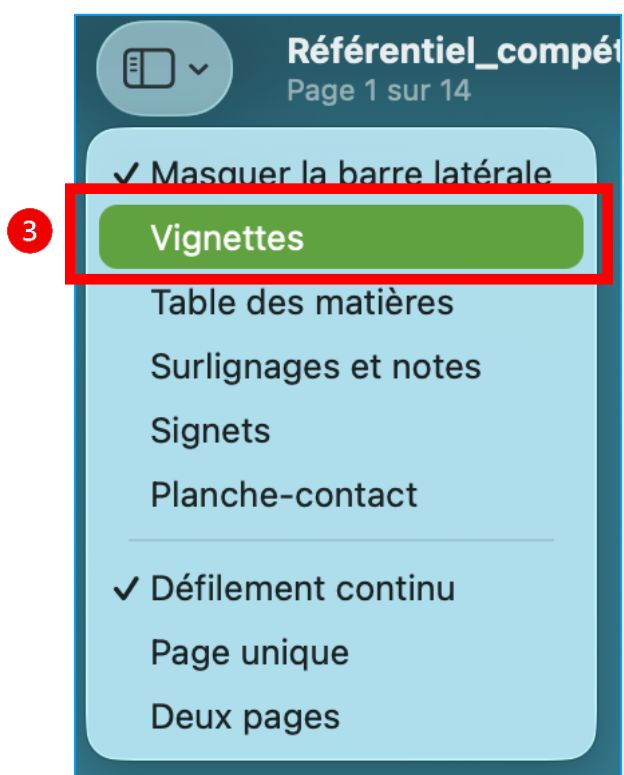 Référentiel_compét
Page 1 sur 14
Masquer la barre latérale
3
Vignettes
Table des matières
Surlignages et notes
Signets
Planche-contact
Défilement continu
Page unique
Deux pages